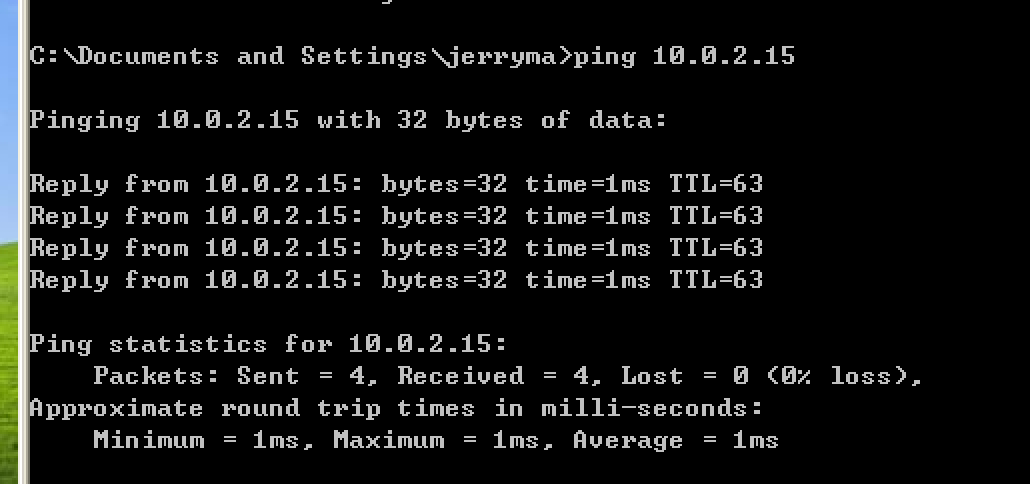 C:\Documents and Settings\jerryma>ping 10.0.2.15
Pinging 10.0.2.15 with 32 bytes of data:
Reply from 10.0.2.15: bytes=32 time=1ms TTL=63
Reply from 10.0.2.15: bytes=32 time=1ms TTL=63
Reply from 10.0.2.15: bytes=32 time=1ms TTL=63
Reply from 10.0.2.15: bytes=32 time=1ms TTL=63
Ping statistics for 10.0.2.15:
    Packets: Sent = 4, Received = 4, Lost = 0 (0% loss),
Approximate round trip times in milli-seconds:
    Minimum = 1ms, Maximum = 1ms, Average = 1ms